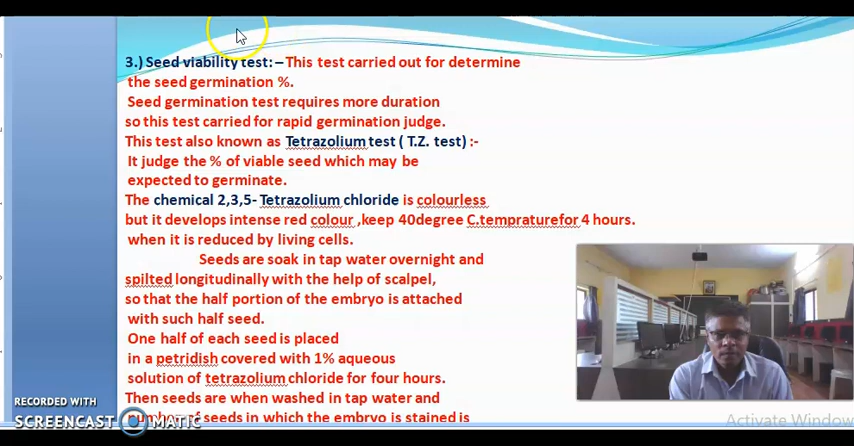 3.) Seed viability test: – This test carried out for determine
the seed germination %.
Seed germination test requires more duration
so this test carried for rapid germination judge.
This test also known as Tetrazolium test ( T.Z. test) :-
It judge the % of viable seed which may be
expected to germinate.
The chemical 2,3,5- Tetrazolium chloride is colourless
but it develops intense red colour ,keep 40degree C.tempraturefor 4 hours.
when it is reduced by living cells.
Seeds are soak in tap water overnight and
spilted longitudinally with the help of scalpel,
so that the half portion of the embryo is attached
with such half seed.
One half of each seed is placed
in a petridish covered with 1% aqueous
solution of tetrazolium chloride for four hours.
Then seeds are when washed in tap water and
number of seeds in which the embryo is stained is
RECORDED WITH
SCREENCAST MATIC
Activate Window